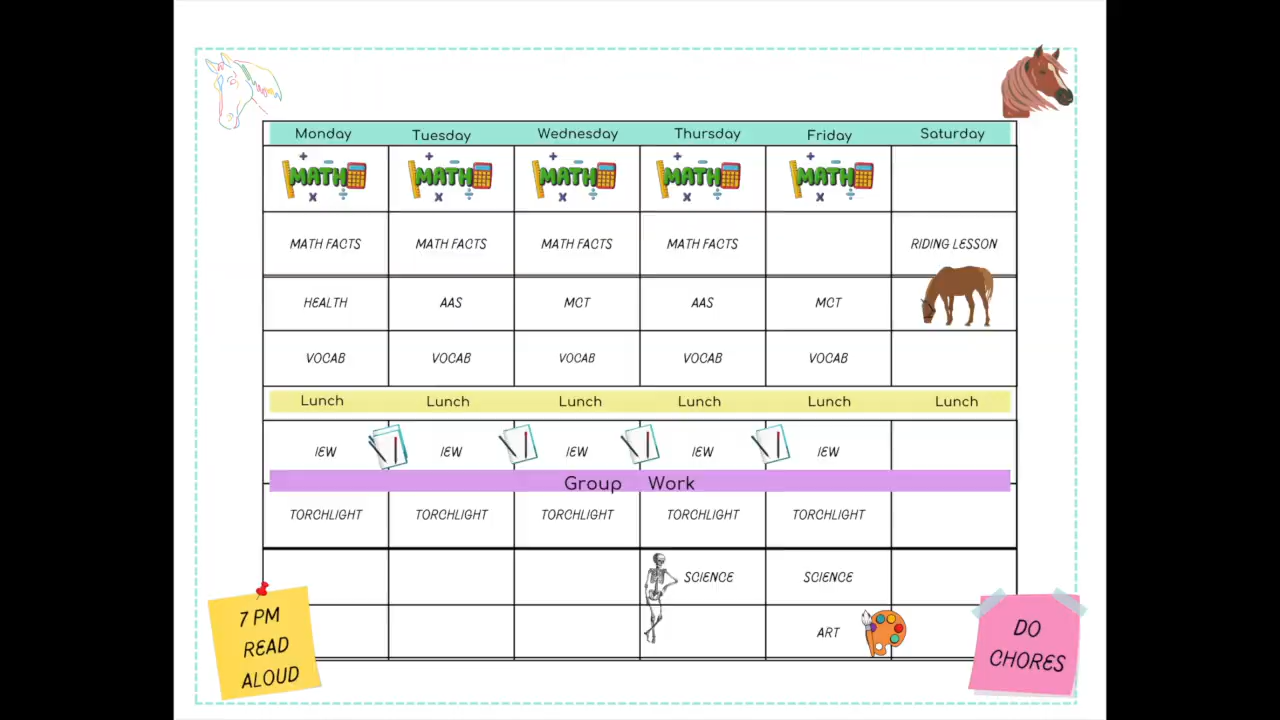 Monday Tuesday Wednesday Thursday Friday Saturday
MATH MATH MATH MATH MATH
MATH FACTS MATH FACTS MATH FACTS MATH FACTS RIDING LESSON
HEALTH AAS MCT AAS MCT
VOCAB VOCAB VOCAB VOCAB VOCAB
Lunch Lunch Lunch Lunch Lunch Lunch
IEW IEW IEW IEW IEW
Group Work
TORCHLIGHT TORCHLIGHT TORCHLIGHT TORCHLIGHT TORCHLIGHT
SCIENCE SCIENCE
ART
7 PM
READ
ALOUD
DO
CHORES